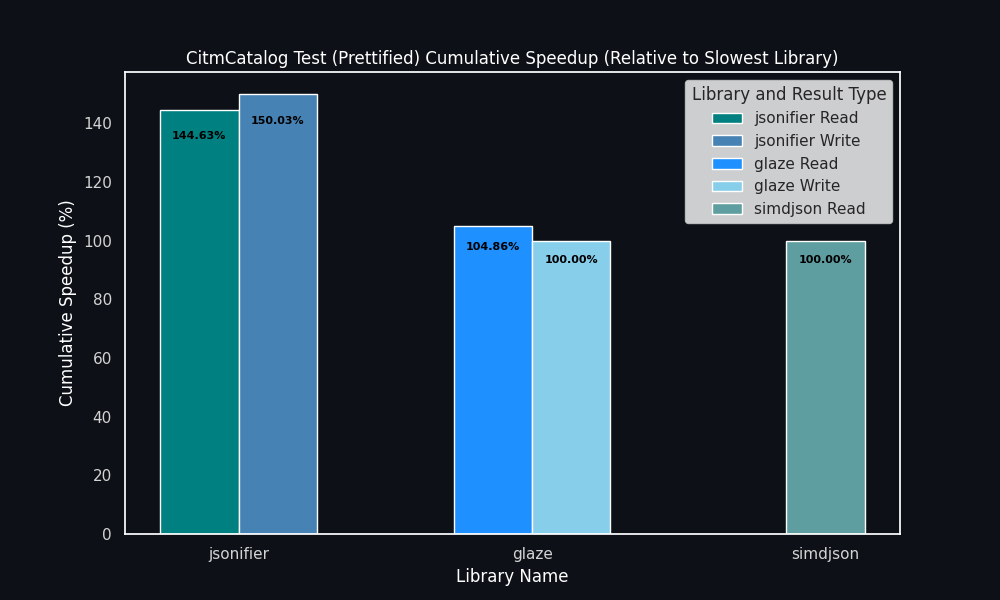 CitmCatalog Test (Prettified) Cumulative Speedup (Relative to Slowest Library)
Library and Result Type
jsonifier Read
jsonifier Write
glaze Read
glaze Write
simdjson Read
144.63%
150.03%
104.86%
100.00%
100.00%
Cumulative Speedup (%)
140
120
100
80
60
40
20
0
jsonifier
glaze
simdjson
Library Name